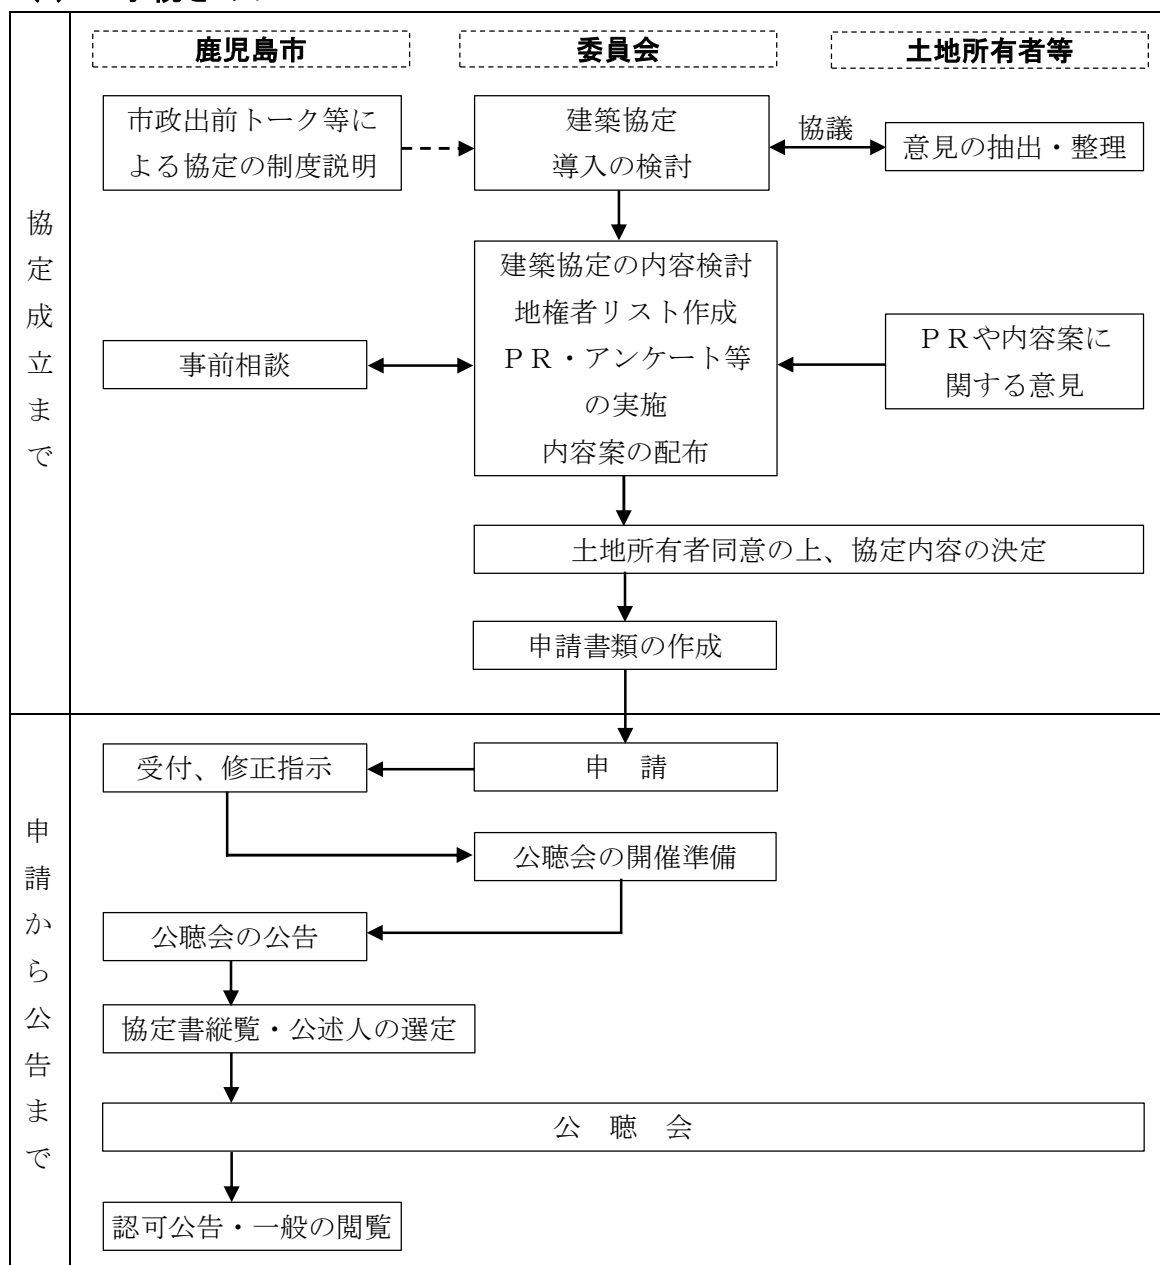 鹿児島市
委員会
土地所有者等
協定成立まで
市政出前トーク等に
よる協定の制度説明
建築協定
導入の検討
協議
意見の抽出・整理
建築協定の内容検討
地権者リスト作成
ＰＲ・アンケート等
の実施
内容案の配布
事前相談
ＰＲや内容案に
関する意見
土地所有者同意の上、協定内容の決定
申請書類の作成
申請から公告まで
受付、修正指示
申　請
公聴会の開催準備
公聴会の公告
協定書縦覧・公述人の選定
公　聴　会
認可公告・一般の閲覧